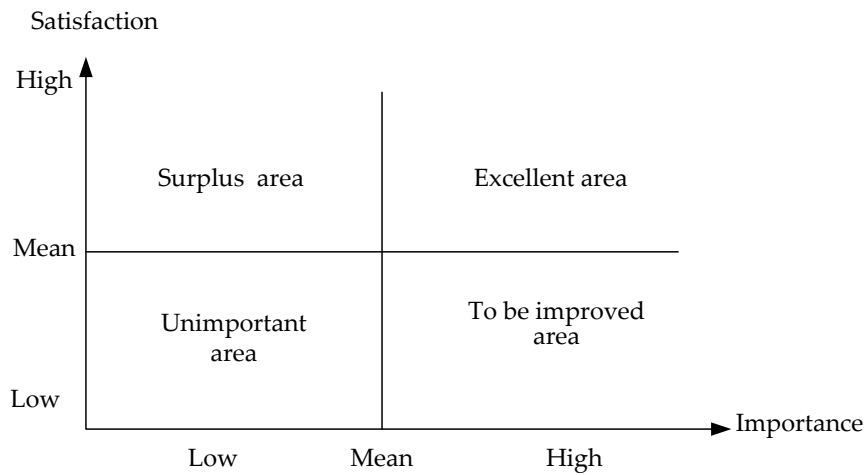 Satisfaction
High
Surplus area
Excellent area
Mean
Unimportant
area
To be improved
area
Low
Importance
Low
Mean
High